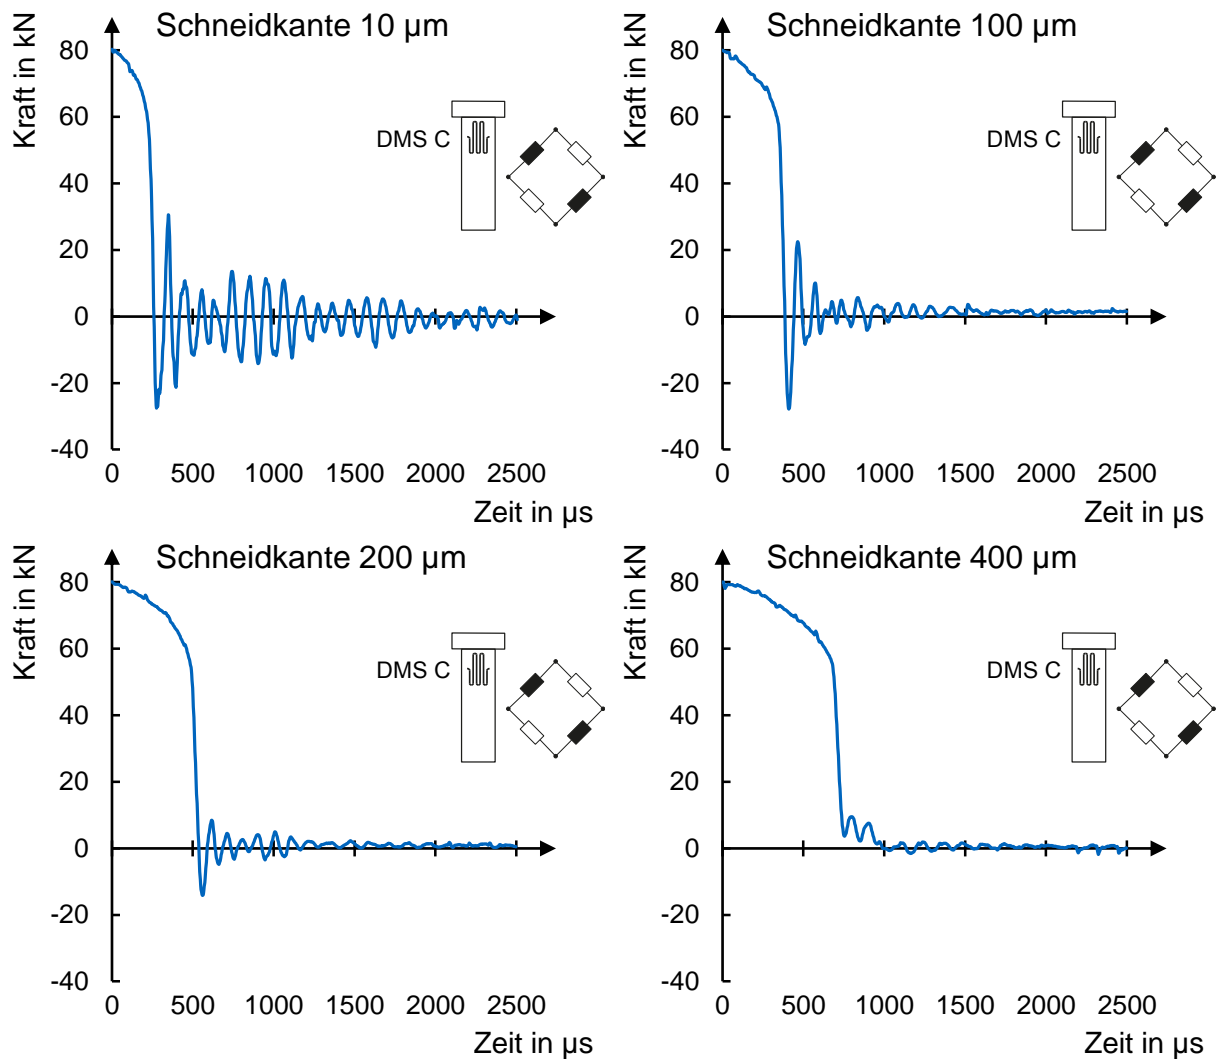 Schneidkante 10 µm
Kraft in kN
80
60
40
20
0
-20
-40
DMS C
0 500 1000 1500 2000 2500
Zeit in µs
Schneidkante 100 µm
Kraft in kN
80
60
40
20
0
-20
-40
DMS C
0 500 1000 1500 2000 2500
Zeit in µs
Schneidkante 200 µm
Kraft in kN
80
60
40
20
0
-20
-40
DMS C
0 500 1000 1500 2000 2500
Zeit in µs
Schneidkante 400 µm
Kraft in kN
80
60
40
20
0
-20
-40
DMS C
0 500 1000 1500 2000 2500
Zeit in µs